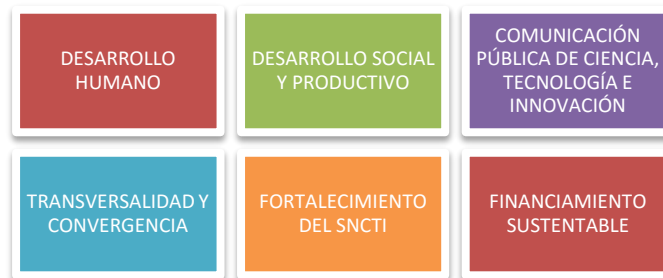 DESARROLLO
HUMANO
DESARROLLO SOCIAL
Y PRODUCTIVO
COMUNICACIÓN
PÚBLICA DE CIENCIA,
TECNOLOGÍA E
INNOVACIÓN
TRANSVERSALIDAD Y
CONVERGENCIA
FORTALECIMIENTO
DEL SNCTI
FINANCIAMIENTO
SUSTENTABLE